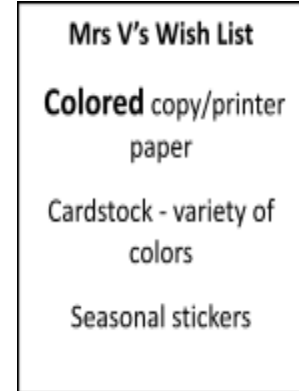 Mrs V's Wish List
Colored copy/printer
paper
Cardstock - variety of
colors
Seasonal stickers